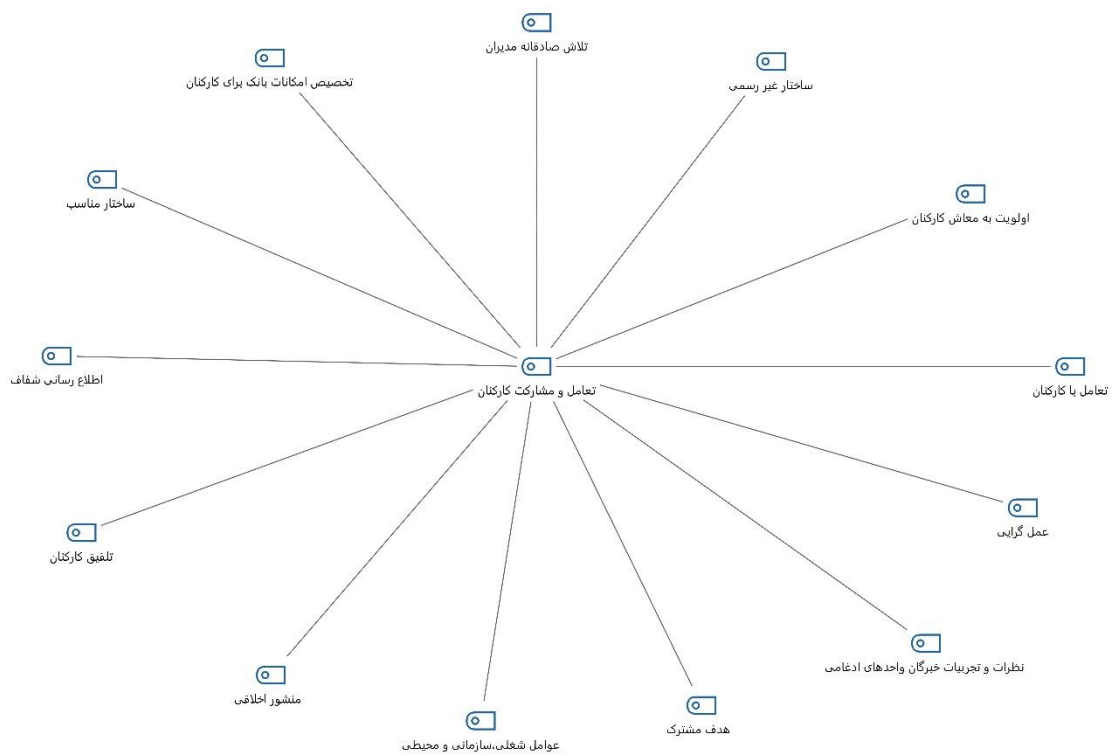 تلاش صادقانه مدیران
تخصیص امکانات بانک برای کارکنان
ساختار غیر رسمی
ساختار مناسب
اولویت به معاش کارکنان
اطلاع رسانی شفاف
تعامل و مشارکت کارکنان
تعامل با کارکنان
عمل گرایی
تلفیق کارکنان
نظرات و تجربیات خبرگان واحدهای ادغامی
منشور اخلاقی
هدف مشترک
عوامل شغلی،سازمانی و محیطی